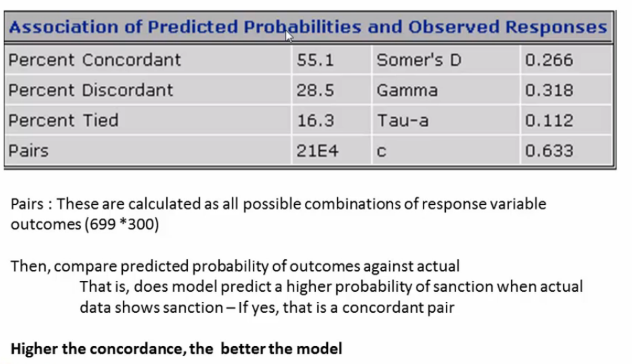 Association of Predicted Probabilities and Observed Responses
Percent Concordant 55.1 Somer's D 0.266
Percent Discordant 28.5 Gamma 0.318
Percent Tied 16.3 Tau-a 0.112
Pairs 21E4 c 0.633
Pairs : These are calculated as all possible combinations of response variable
outcomes (699 *300)
Then, compare predicted probability of outcomes against actual
That is, does model predict a higher probability of sanction when actual
data shows sanction – If yes, that is a concordant pair
Higher the concordance, the better the model